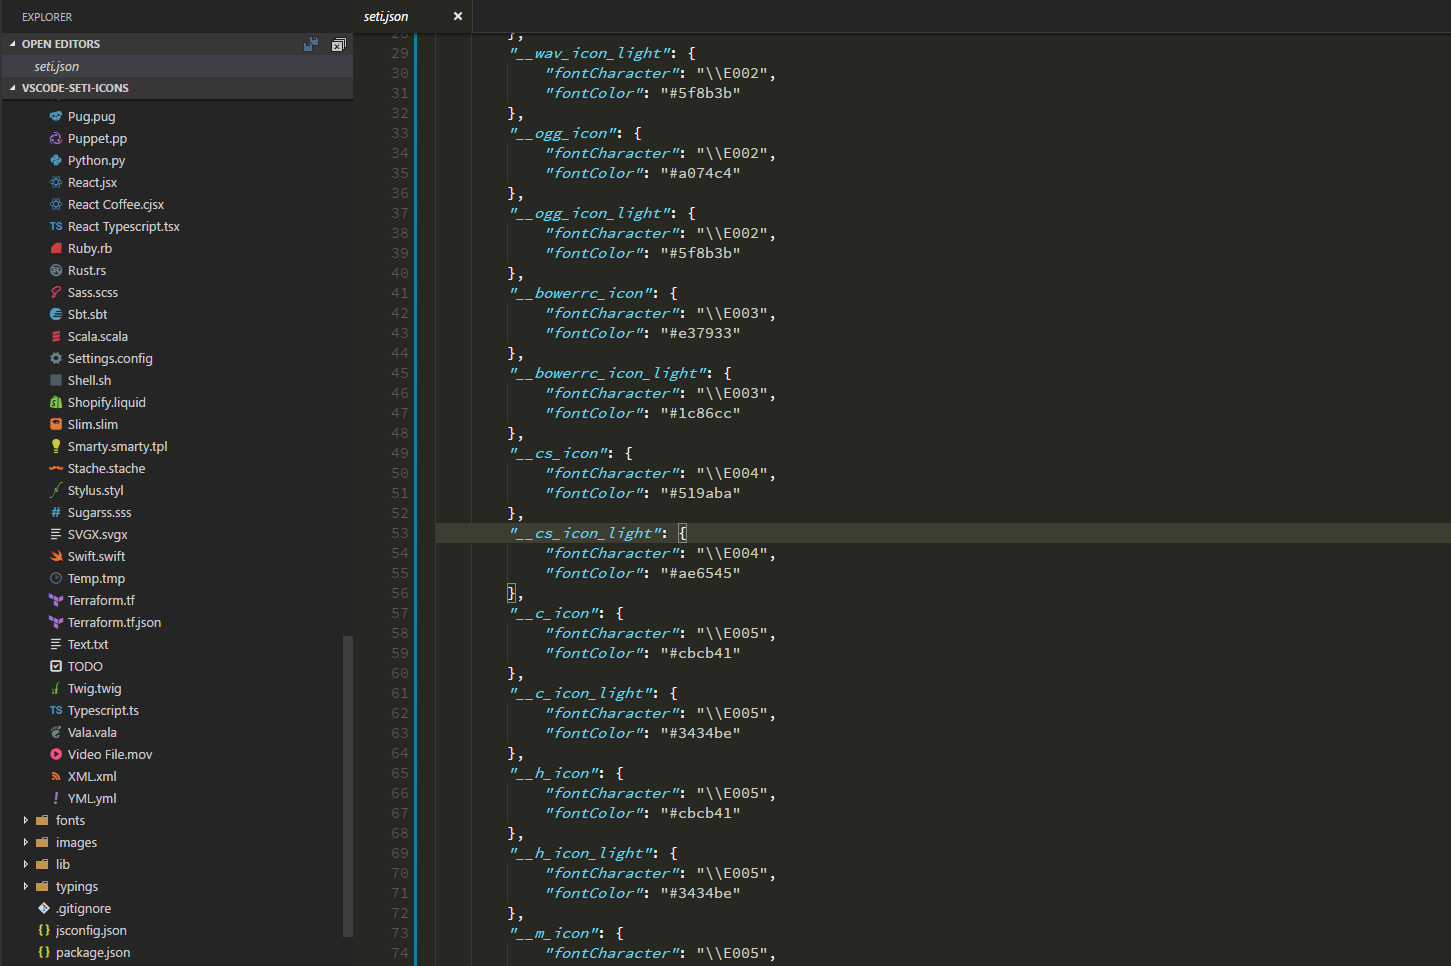 EXPLORER
OPEN EDITORS
seti.json
VSCODE-SETI-ICONS
Pug.pug
Puppet.pp
Python.py
React.jsx
React Coffee.cjsx
TS React Typescript.tsx
Ruby.rb
Rust.rs
Sass.scss
Sbt.sbt
Scala.scala
Settings.config
Shell.sh
Shopify.liquid
Slim.slim
Smarty.smarty.tpl
Stache.stache
Stylus.styl
# Sugarss.sss
SVGX.svgx
Swift.swift
Temp.tmp
Terraform.tf
Terraform.tf.json
Text.txt
TODO
Twig.twig
TS Typescript.ts
Vala.vala
Video File.mov
XML.xml
! YML.yml
fonts
images
lib
typings
.gitignore
{} jsconfig.json
{} package.json
seti.json
28 },
29 "__wav_icon_light": {
30 "fontCharacter": "\\E002",
31 "fontColor": "#5f8b3b"
32 },
33 "__ogg_icon": {
34 "fontCharacter": "\\E002",
35 "fontColor": "#a074c4"
36 },
37 "__ogg_icon_light": {
38 "fontCharacter": "\\E002",
39 "fontColor": "#5f8b3b"
40 },
41 "__bowerrc_icon": {
42 "fontCharacter": "\\E003",
43 "fontColor": "#e37933"
44 },
45 "__bowerrc_icon_light": {
46 "fontCharacter": "\\E003",
47 "fontColor": "#1c86cc"
48 },
49 "__cs_icon": {
50 "fontCharacter": "\\E004",
51 "fontColor": "#519aba"
52 },
53 "__cs_icon_light": {
54 "fontCharacter": "\\E004",
55 "fontColor": "#ae6545"
56 },
57 "__c_icon": {
58 "fontCharacter": "\\E005",
59 "fontColor": "#cbcb41"
60 },
61 "__c_icon_light": {
62 "fontCharacter": "\\E005",
63 "fontColor": "#3434be"
64 },
65 "__h_icon": {
66 "fontCharacter": "\\E005",
67 "fontColor": "#cbcb41"
68 },
69 "__h_icon_light": {
70 "fontCharacter": "\\E005",
71 "fontColor": "#3434be"
72 },
73 "__m_icon": {
74 "fontCharacter": "\\E005",